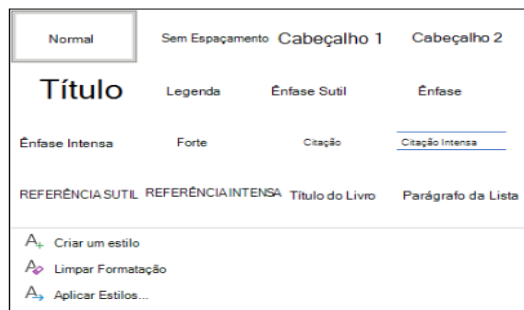 Normal Sem Espaçamento Cabeçalho 1 Cabeçalho 2
Título Legenda Ênfase Sutil Ênfase
Ênfase Intensa Forte Citação Citação Intensa
REFERÊNCIA SUTIL REFERÊNCIA INTENSA Título do Livro Parágrafo da Lista
Criar um estilo
Limpar Formatação
Aplicar Estilos...